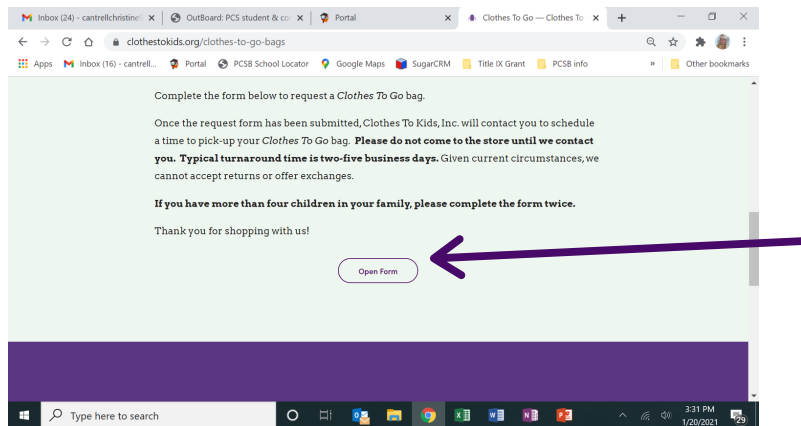 Inbox (24) - cantrellchristine
OutBoard: PCS student & co
Portal
Clothes To Go — Clothes To
clothestokids.org/clothes-to-go-bags
Apps Inbox (16) - cantrell... Portal PCSB School Locator Google Maps SugarCRM Title IX Grant PCSB info » Other bookmarks
Complete the form below to request a Clothes To Go bag.
Once the request form has been submitted, Clothes To Kids, Inc. will contact you to schedule
a time to pick-up your Clothes To Go bag. Please do not come to the store until we contact
you. Typical turnaround time is two-five business days. Given current circumstances, we
cannot accept returns or offer exchanges.
If you have more than four children in your family, please complete the form twice.
Thank you for shopping with us!
Open Form
Type here to search
3:31 PM
1/20/2021
29